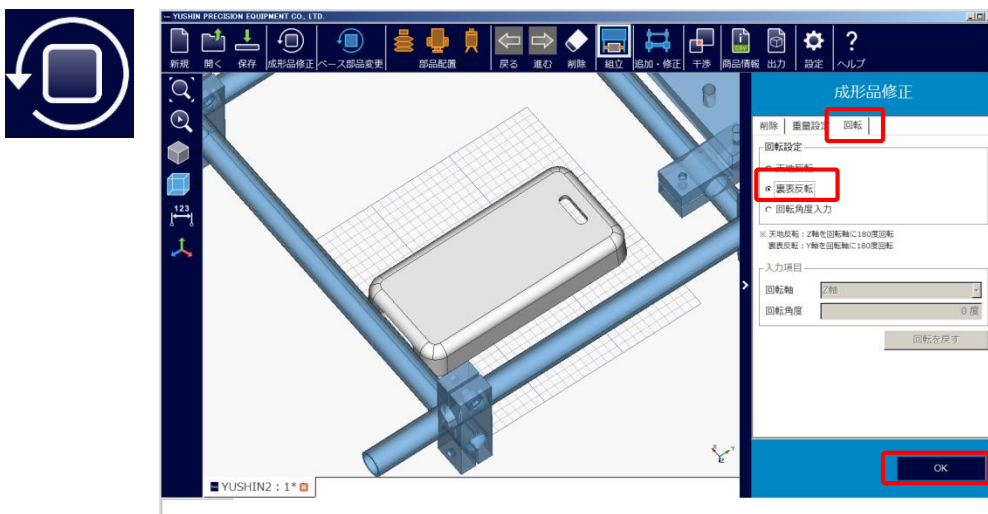 YUSHIN PRECISION EQUIPMENT CO., LTD.
新規 開く 保存 成形品修正 ベース部品変更 部品配置 戻る 進む 削除 組立 追加・修正 干渉 商品情報 出力 設定 ヘルプ
CSV
?
123
成形品修正
削除 重量設定 回転
回転設定
天地反転
裏表反転
回転角度入力
※ 天地反転：Z軸を回転軸に180度回転
裏表反転：Y軸を回転軸に180度回転
入力項目
回転軸 Z軸
回転角度 0 度
回転を戻す
OK
YUSHIN2：1*